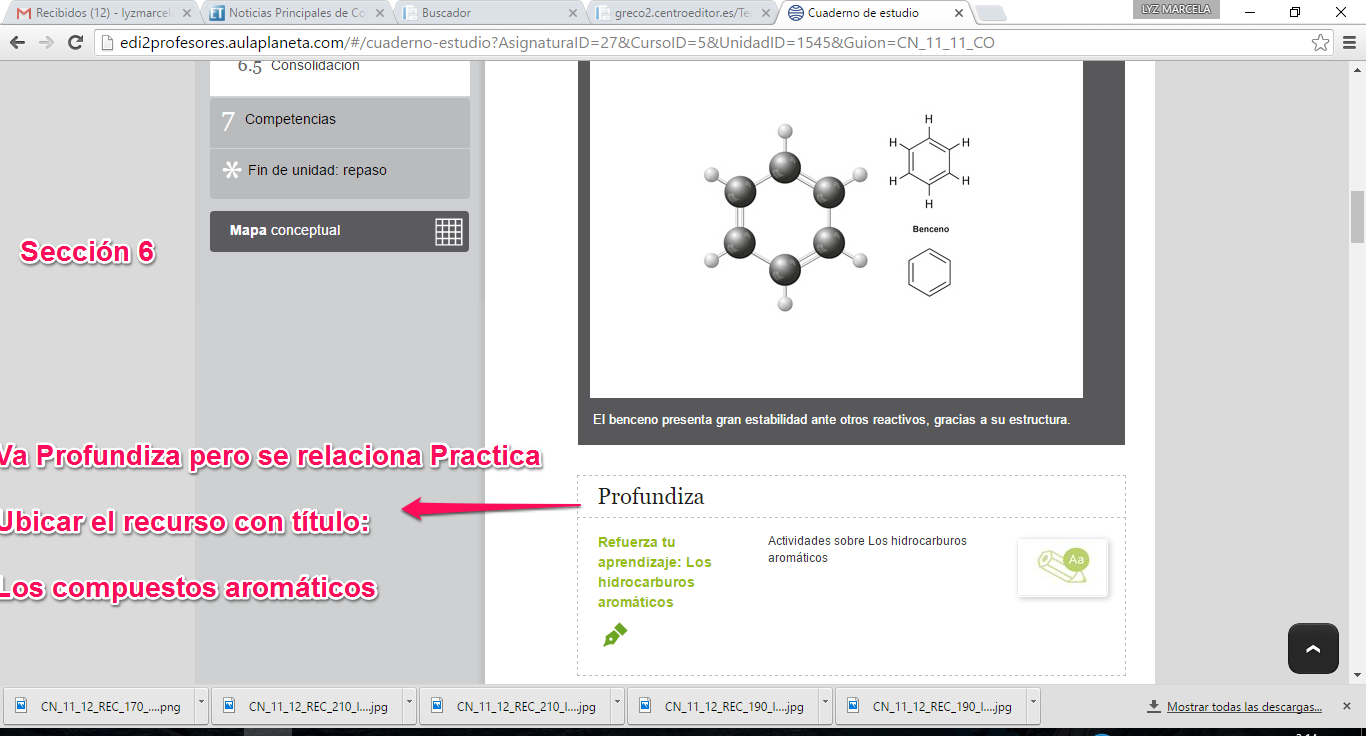 Recibidos (12) - lyzmarcel
Noticias Principales de Co
Buscador
greco2.centroeditor.es/Te
Cuaderno de estudio
LYZ MARCELA
edi2profesores.aulaplaneta.com/#/cuaderno-estudio?AsignaturaID=27&CursoID=5&UnidadID=1545&Guion=CN_11_11_CO
6.5 Consolidación
7 Competencias
* Fin de unidad: repaso
Mapa conceptual
Sección 6
H
H H
H H
H
Benceno
El benceno presenta gran estabilidad ante otros reactivos, gracias a su estructura.
Va Profundiza pero se relaciona Practica
Ubicar el recurso con título:
Los compuestos aromáticos
Profundiza
Refuerza tu
aprendizaje: Los
hidrocarburos
aromáticos
Actividades sobre Los hidrocarburos
aromáticos
Aa
CN_11_12_REC_170_....png
CN_11_12_REC_210_I....jpg
CN_11_12_REC_210_I....jpg
CN_11_12_REC_190_I....jpg
CN_11_12_REC_190_I....jpg
Mostrar todas las descargas...